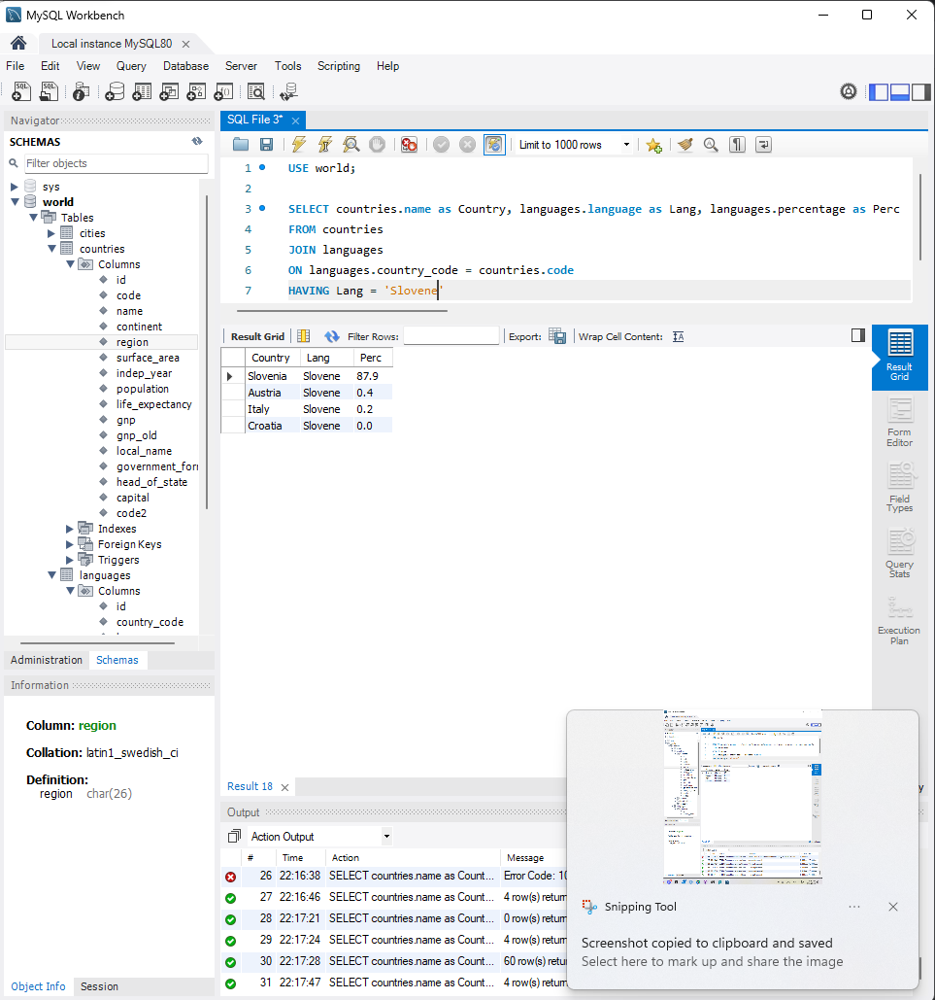 MySQL Workbench
Local instance MySQL80
File Edit View Query Database Server Tools Scripting Help
Navigator
SCHEMAS
Filter objects
sys
world
Tables
cities
countries
Columns
id
code
name
continent
region
surface_area
indep_year
population
life_expectancy
gnp
gnp_old
local_name
government_forr
head_of_state
capital
code2
Indexes
Foreign Keys
Triggers
languages
Columns
id
country_code
Administration Schemas
Information
Column: region
Collation: latin1_swedish_ci
Definition:
region char(26)
Object Info Session
SQL File 3*
Limit to 1000 rows
1 USE world;
2
3 SELECT countries.name as Country, languages.language as Lang, languages.percentage as Perc
4 FROM countries
5 JOIN languages
6 ON languages.country_code = countries.code
7 HAVING Lang = 'Slovene'
Result Grid Filter Rows: Export: Wrap Cell Content: IA
Country Lang Perc
Slovenia Slovene 87.9
Austria Slovene 0.4
Italy Slovene 0.2
Croatia Slovene 0.0
Result
Grid
Form
Editor
Field
Types
Query
Stats
Execution
Plan
Result 18
y
Output
Action Output
# Time Action Message
26 22:16:38 SELECT countries.name as Count... Error Code: 10
27 22:16:46 SELECT countries.name as Count... 4 row(s) return
28 22:17:21 SELECT countries.name as Count... 0 row(s) return
29 22:17:24 SELECT countries.name as Count... 4 row(s) return
30 22:17:28 SELECT countries.name as Count... 60 row(s) retur
31 22:17:47 SELECT countries.name as Count... 4 row(s) return
Snipping Tool
Screenshot copied to clipboard and saved
Select here to mark up and share the image